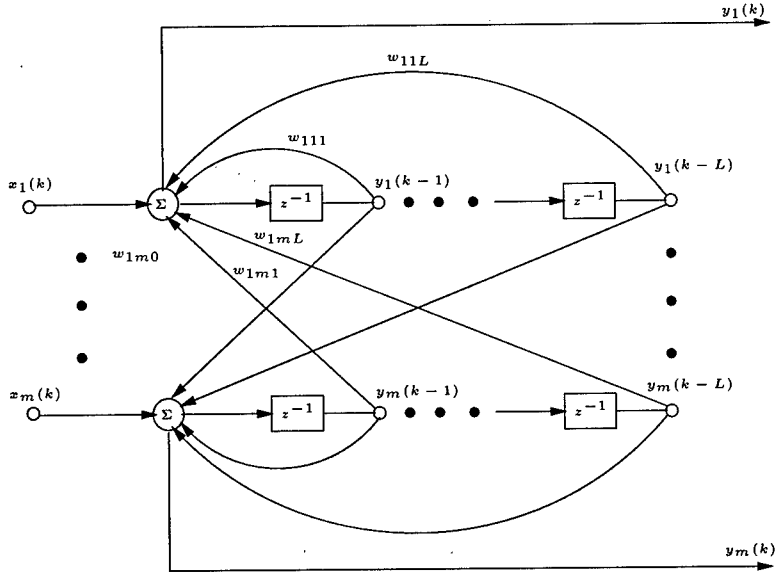 y₁(k)
w₁₁L
w₁₁₁
x₁(k)
y₁(k − 1)
y₁(k − L)
Σ
z⁻¹
z⁻¹
w₁mL
w₁m₀
w₁m₁
xm(k)
ym(k − 1)
ym(k − L)
Σ
z⁻¹
z⁻¹
ym(k)